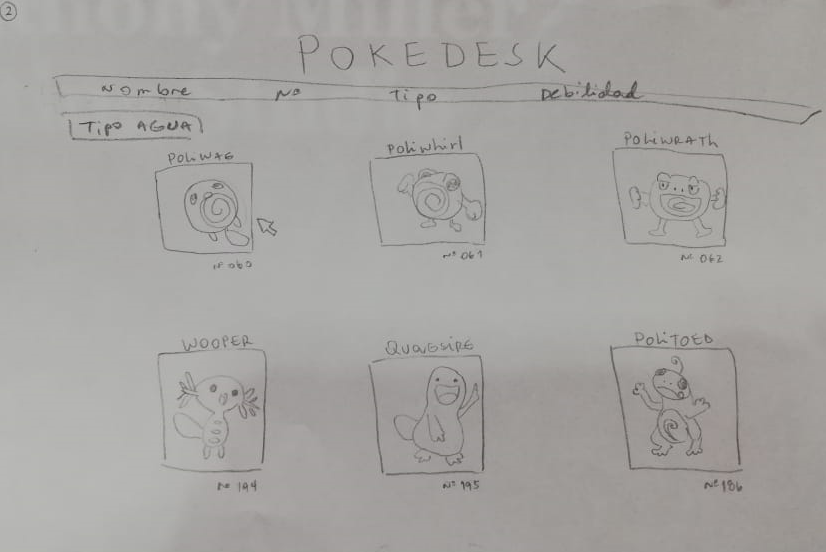 2
POKEDESK
Nombre No Tipo Debilidad
Tipo AGUA
PoliWAG Poliwhirl PoliWRATh
Nº 060 Nº 061 Nº 062
WOOPER QUAGSIRE PoliTOED
Nº 194 Nº 195 Nº 186